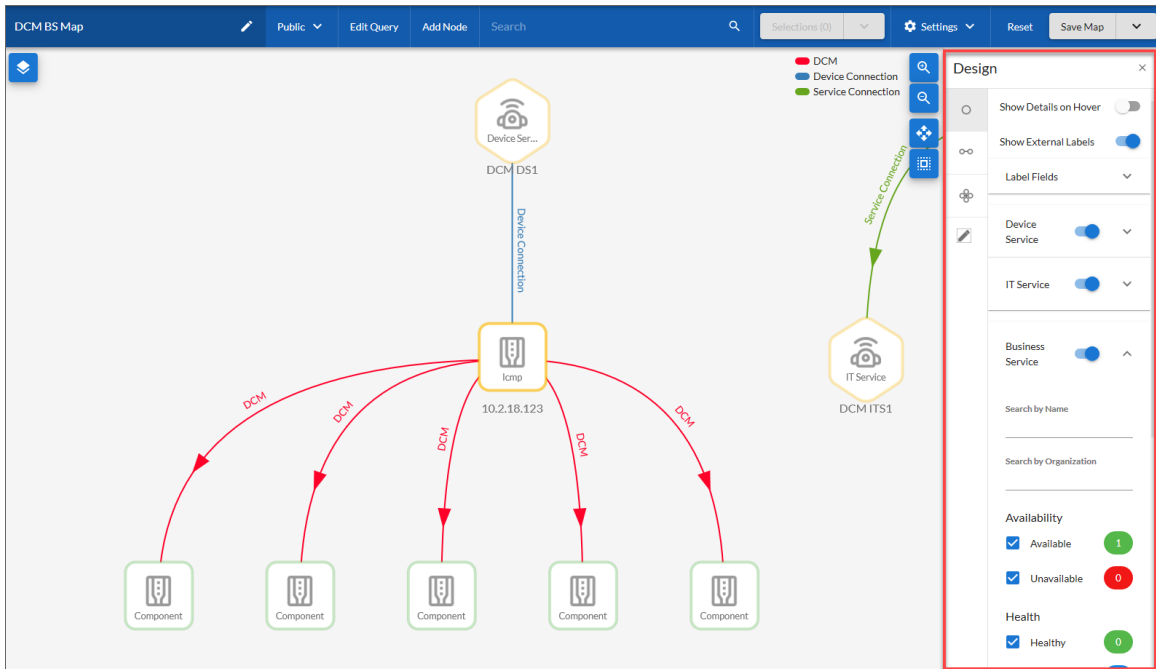 DCM BS Map
Public
Edit Query
Add Node
Search
Selections (0)
Settings
Reset
Save Map
DCM
Device Connection
Service Connection
Design
Show Details on Hover
Show External Labels
Label Fields
Device
Service
IT Service
Business
Service
Search by Name
Search by Organization
Availability
Available 1
Unavailable 0
Health
Healthy 0
Device Ser...
DCM DS1
Device Connection
Service Connection
Icmp
10.2.18.123
IT Service
DCM ITS1
DCM
DCM
DCM
DCM
DCM
Component
Component
Component
Component
Component